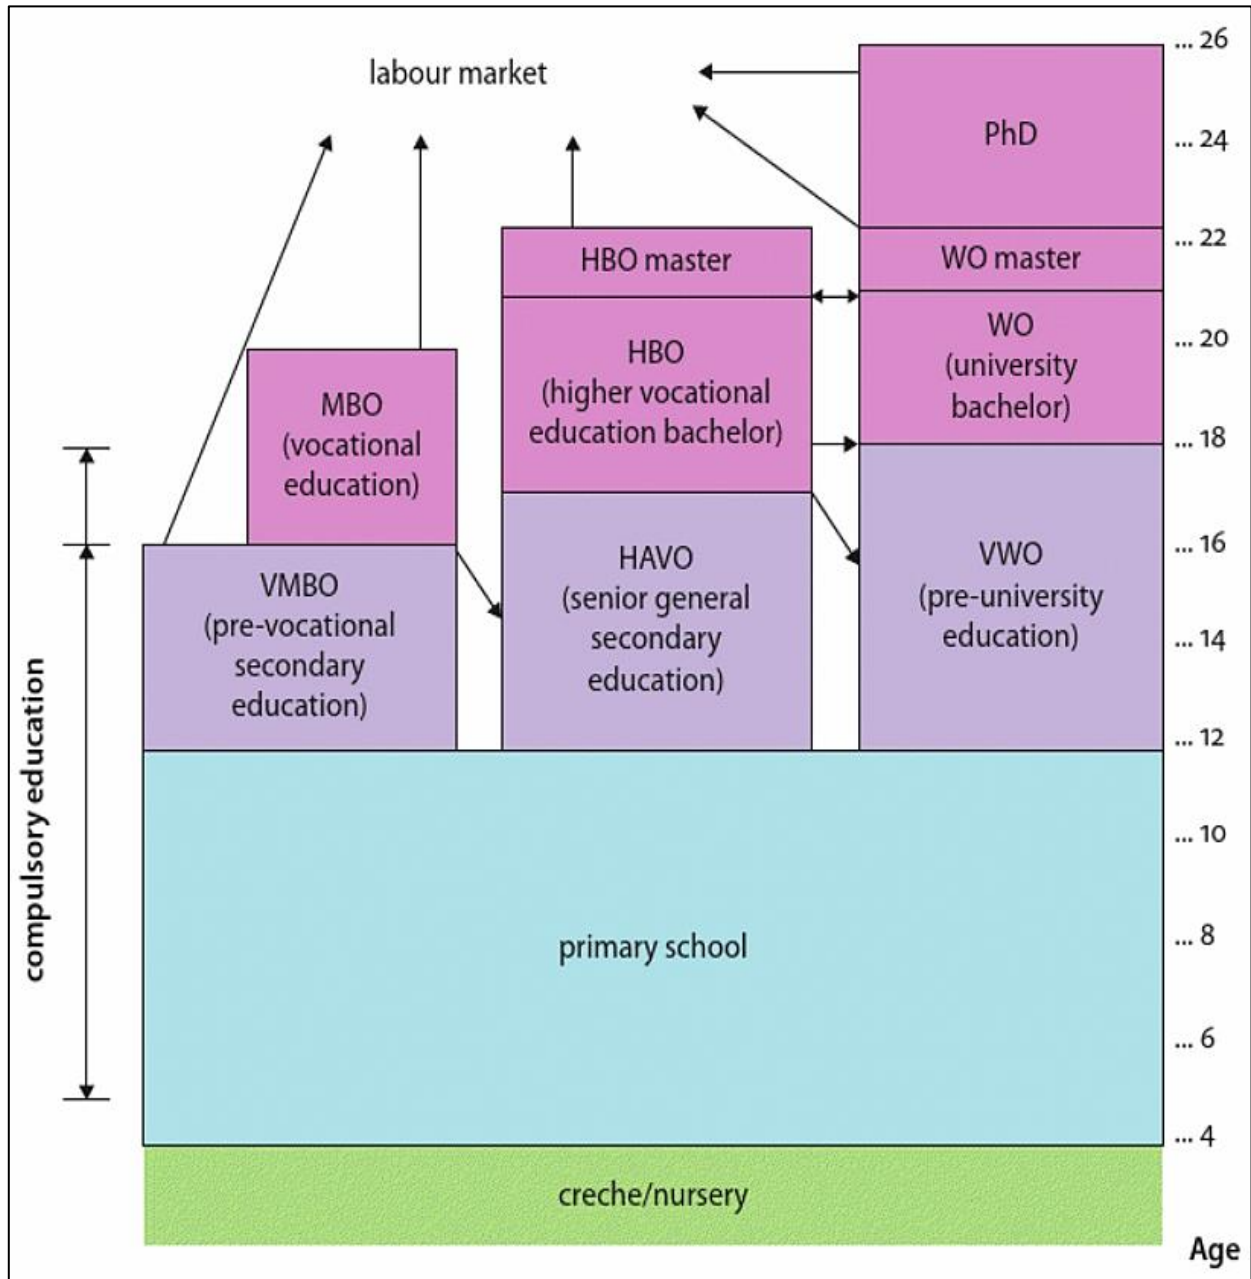 labour market
... 26
PhD
... 24
... 22
HBO master
WO master
WO
(university
bachelor)
... 20
HBO
(higher vocational
education bachelor)
MBO
(vocational
education)
... 18
... 16
VMBO
(pre-vocational
secondary
education)
HAVO
(senior general
secondary
education)
VWO
(pre-university
education)
... 14
... 12
compulsory education
... 10
primary school
... 8
... 6
... 4
creche/nursery
Age